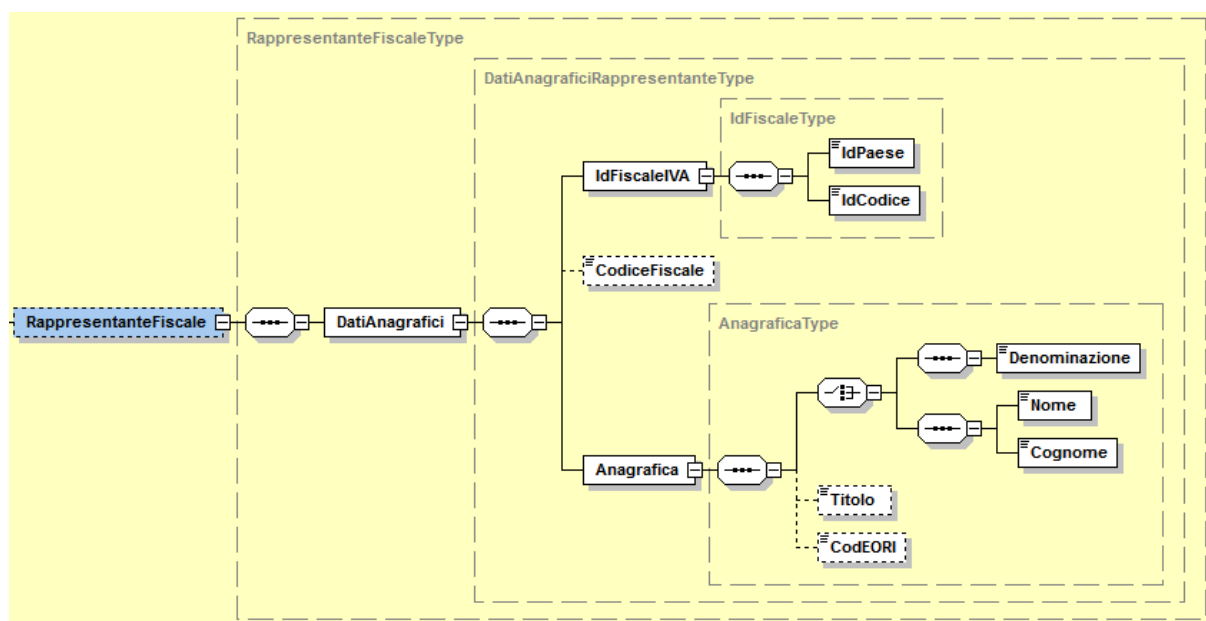 RappresentanteFiscaleType
DatiAnagraficiRappresentanteType
IdFiscaleType
IdPaese
IdFiscaleIVA
IdCodice
CodiceFiscale
RappresentanteFiscale
DatiAnagrafici
AnagraficaType
Denominazione
Nome
Cognome
Anagrafica
Titolo
CodEORI